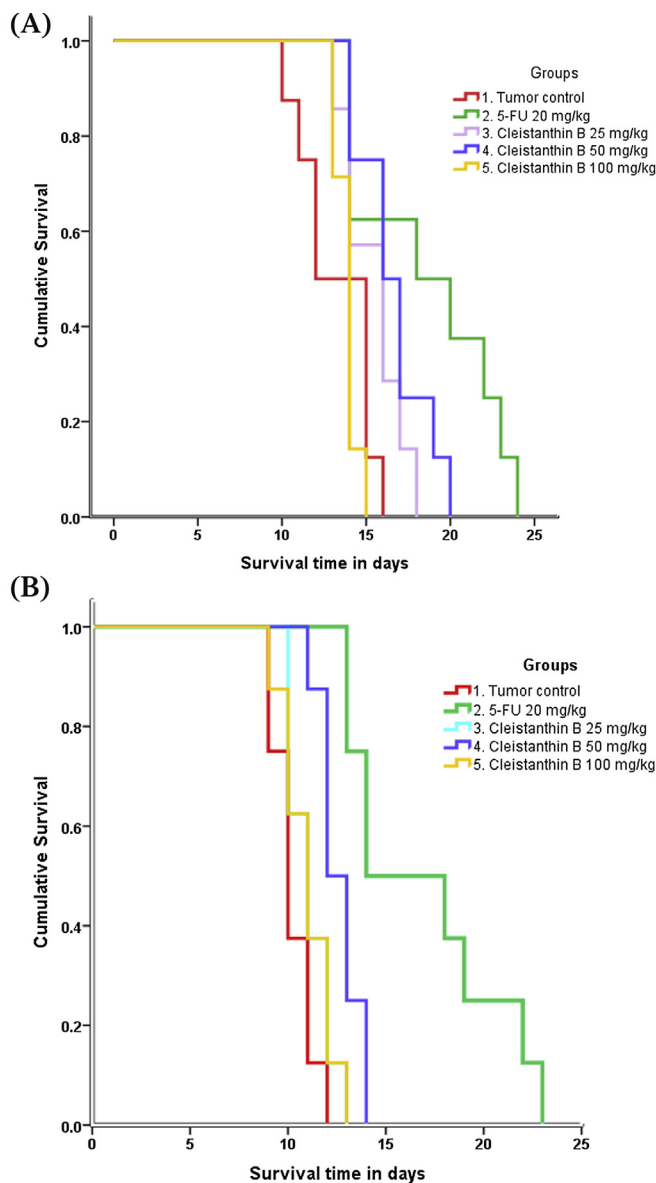 (A)
1.0
0.8
0.6
0.4
0.2
0.0
Cumulative Survival
Groups
1. Tumor control
2. 5-FU 20 mg/kg
3. Cleistanthin B 25 mg/kg
4. Cleistanthin B 50 mg/kg
5. Cleistanthin B 100 mg/kg
0 5 10 15 20 25
Survival time in days
(B)
1.0
0.8
0.6
0.4
0.2
0.0
Cumulative Survival
Groups
1. Tumor control
2. 5-FU 20 mg/kg
3. Cleistanthin B 25 mg/kg
4. Cleistanthin B 50 mg/kg
5. Cleistanthin B 100 mg/kg
0 5 10 15 20 25
Survival time in days